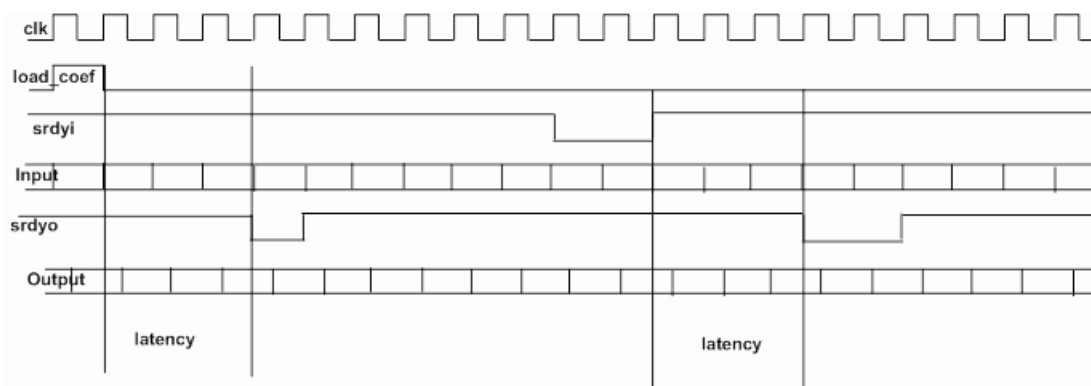 clk
load_coef
srdyi
Input
srdyo
Output
latency
latency